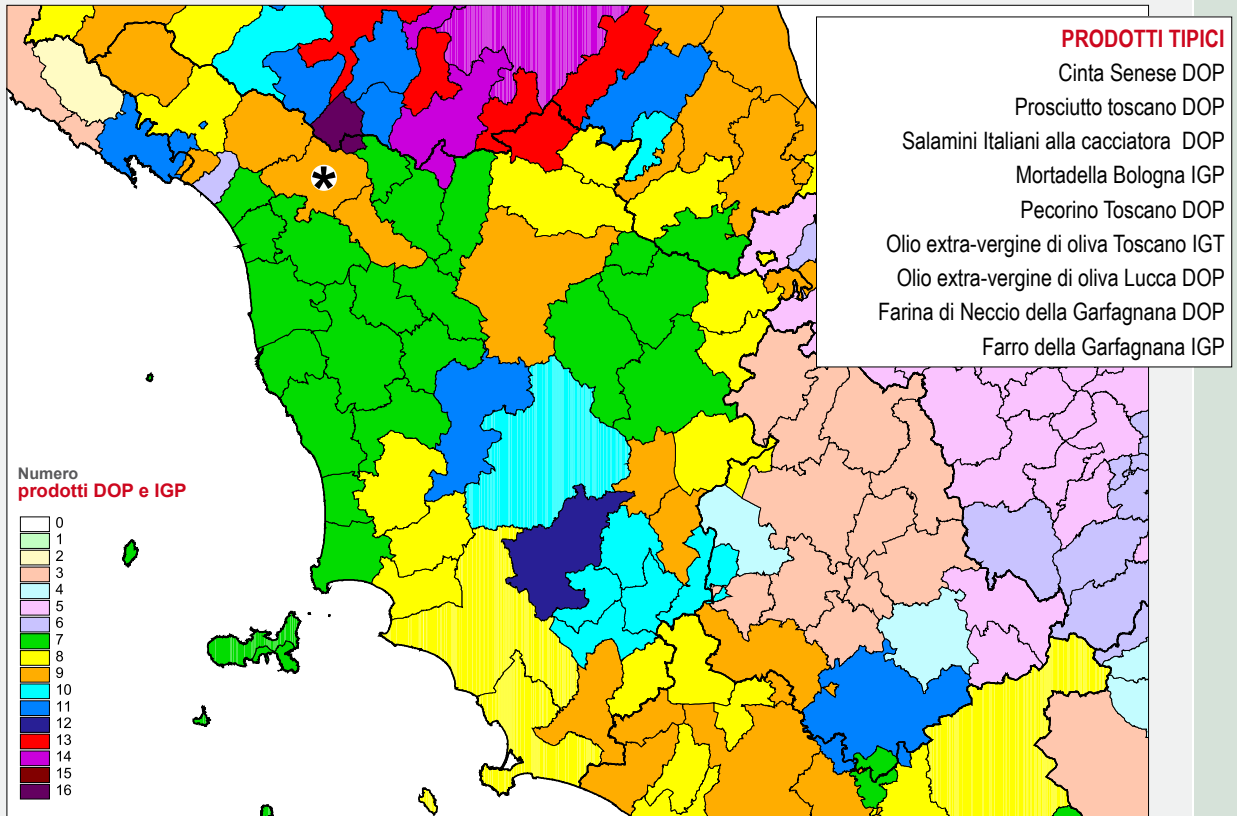 PRODOTTI TIPICI
Cinta Senese DOP
Prosciutto toscano DOP
Salamini Italiani alla cacciatora DOP
Mortadella Bologna IGP
Pecorino Toscano DOP
Olio extra-vergine di oliva Toscano IGT
Olio extra-vergine di oliva Lucca DOP
Farina di Neccio della Garfagnana DOP
Farro della Garfagnana IGP
*
Numero
prodotti DOP e IGP
0
1
2
3
4
5
6
7
8
9
10
11
12
13
14
15
16